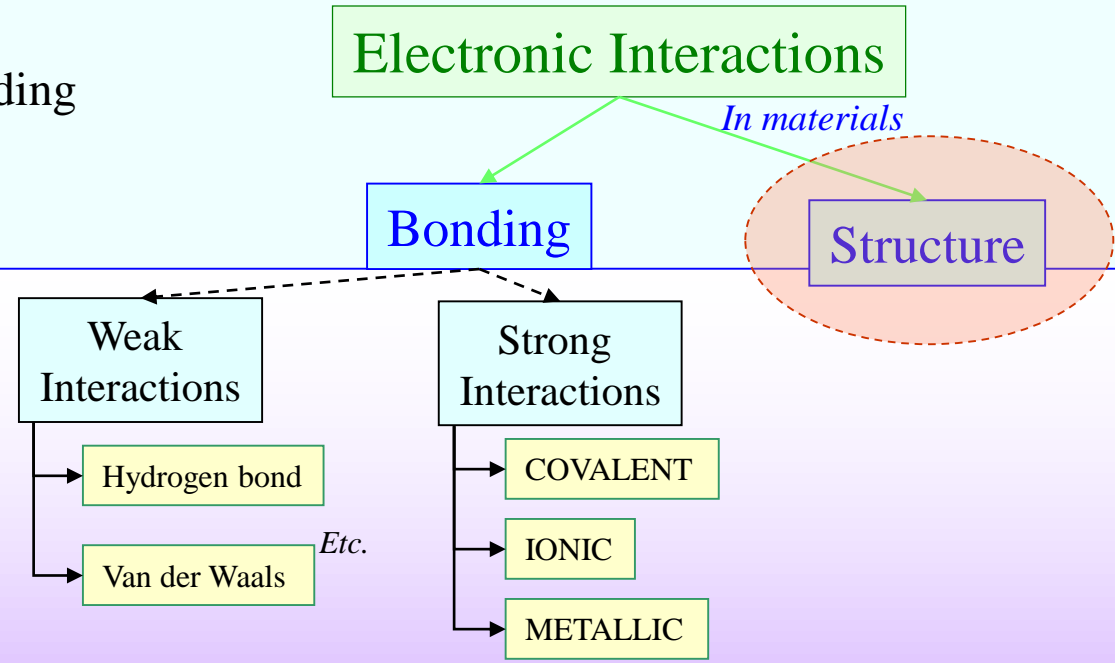 Electronic Interactions
ding
In materials
Bonding
Structure
Weak
Interactions
Strong
Interactions
Hydrogen bond
COVALENT
Etc.
IONIC
Van der Waals
METALLIC